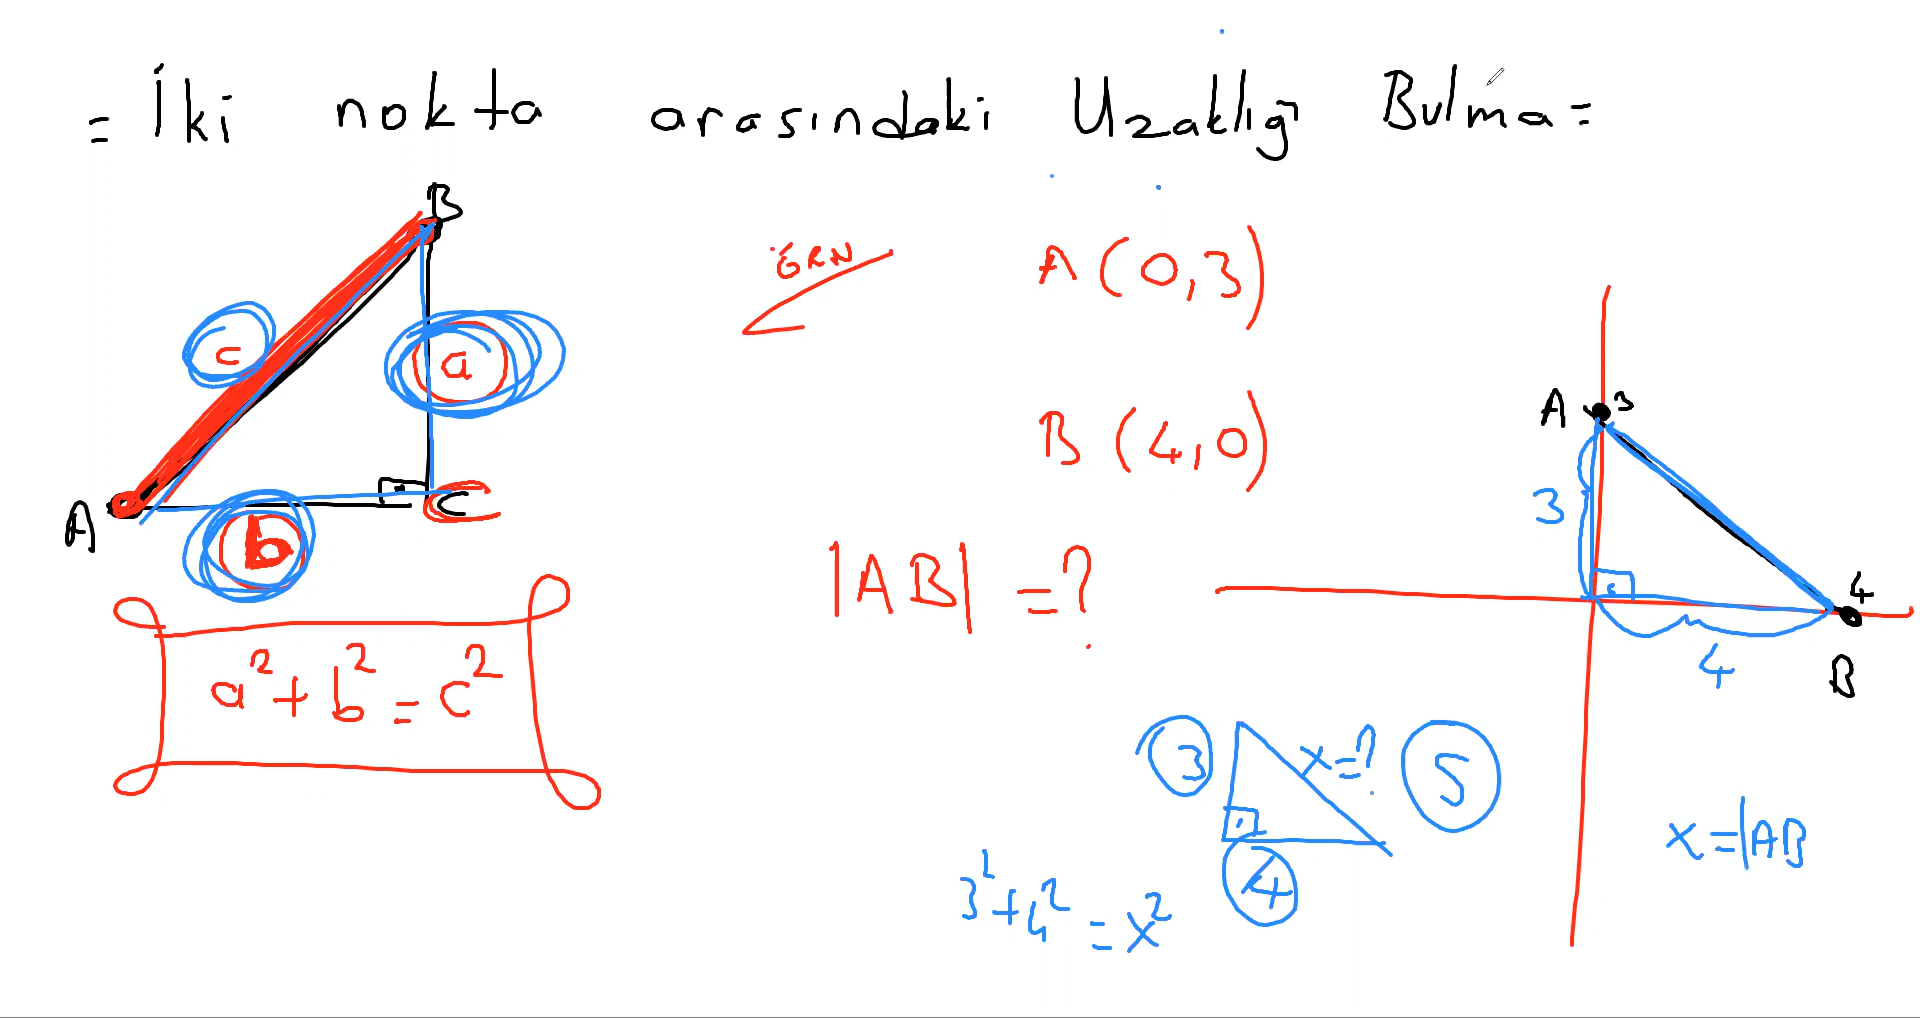 = İki nokta arasındaki Uzaklığı Bulma =
B
c
a
A
C
b
a² + b² = c²
ÖRN
A (0,3)
B (4,0)
|AB| = ?
A 3
3
4
4
B
3
x = ?
5
4
3² + 4² = x²
x = |AB